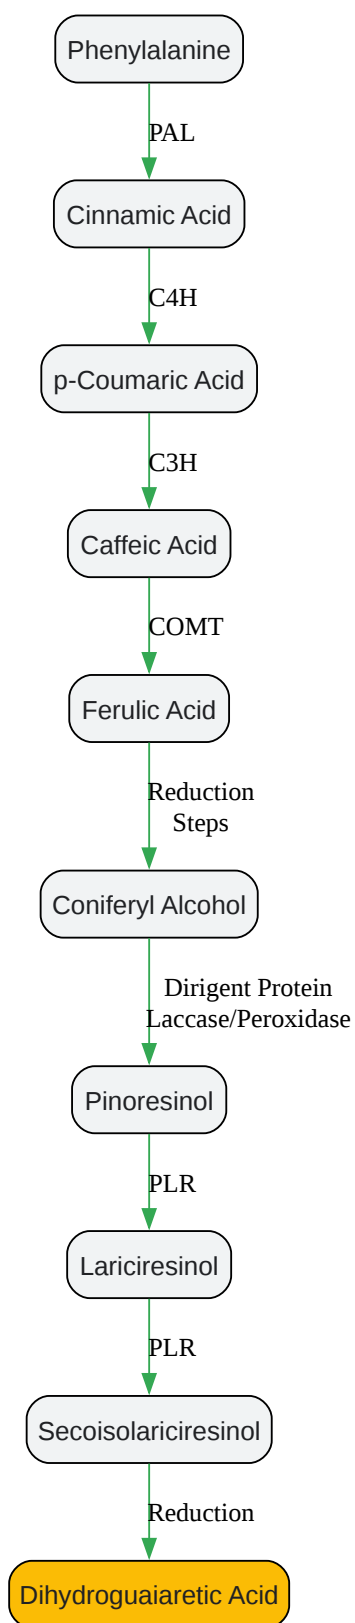 Phenylalanine
PAL
Cinnamic Acid
C4H
p-Coumaric Acid
C3H
Caffeic Acid
COMT
Ferulic Acid
Reduction
Steps
Coniferyl Alcohol
Dirigent Protein
Laccase/Peroxidase
Pinoresinol
PLR
Lariciresinol
PLR
Secoisolariciresinol
Reduction
Dihydroguaiaretic Acid